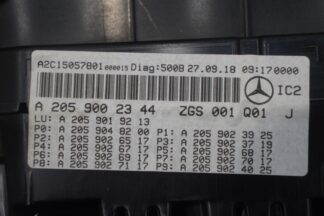 A2C15057801000015 Diag:500B 27.09.18 09:170000
IC2
A 205 900 23 44 ZGS 001 Q01 J
LU: A 205 901 92 13
P0: A 205 904 82 00 P1: A 205 902 39 25
P2: A 205 902 65 17 P3: A 205 902 37 19
P4: A 205 902 67 17 P5: A 205 902 68 17
P6: A 205 902 69 17 P7: A 205 902 70 17
P8: A 205 902 71 17 P9: A 205 902 40 25